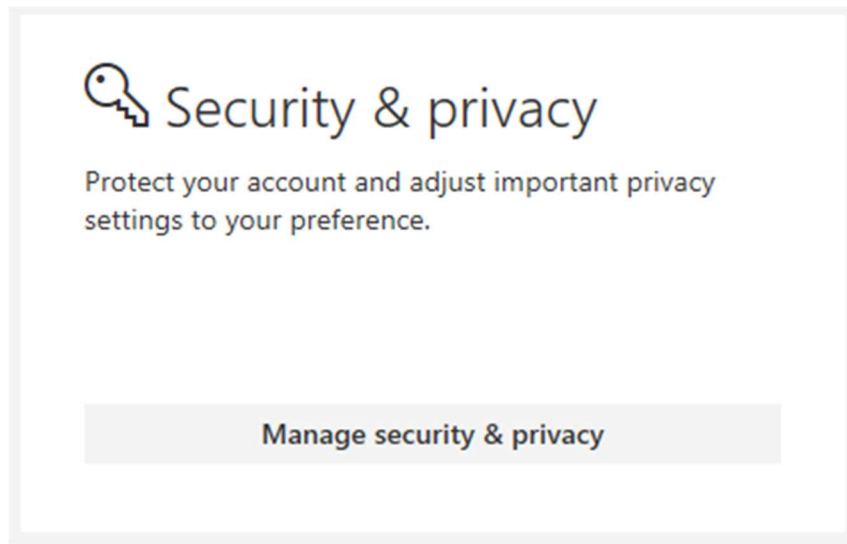 Security & privacy
Protect your account and adjust important privacy
settings to your preference.
Manage security & privacy